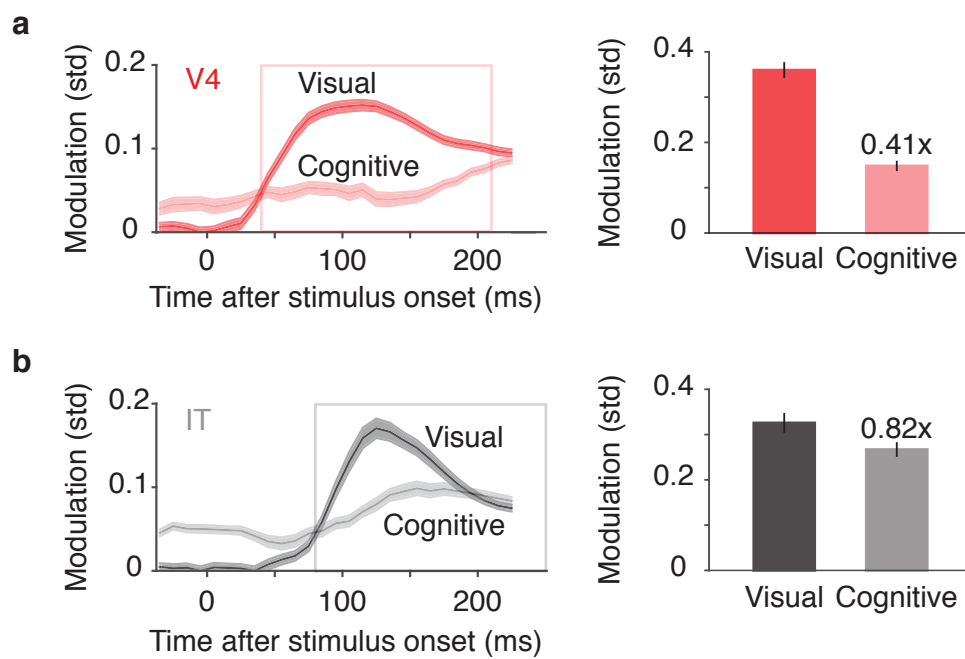 a
Modulation (std)
0.2
0.1
0
V4
Visual
Cognitive
0
100
200
Time after stimulus onset (ms)
Modulation (std)
0.4
0.2
0
0.41x
Visual Cognitive
b
Modulation (std)
0.2
0.1
0
IT
Visual
Cognitive
0
100
200
Time after stimulus onset (ms)
Modulation (std)
0.4
0.2
0
0.82x
Visual Cognitive